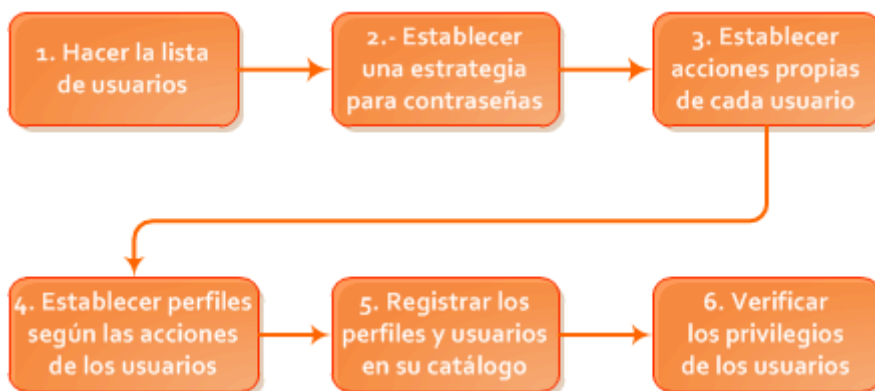 1. Hacer la lista
de usuarios
2.- Establecer
una estrategia
para contraseñas
3. Establecer
acciones propias
de cada usuario
4. Establecer perfiles
según las acciones
de los usuarios
5. Registrar los
perfiles y usuarios
en su catálogo
6. Verificar
los privilegios
de los usuarios